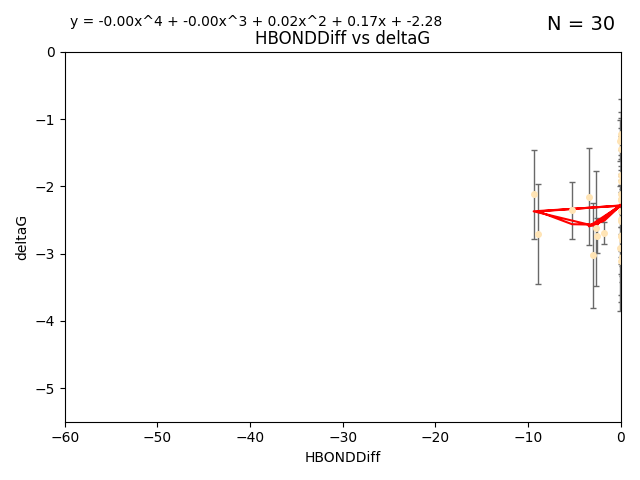 y = -0.00x^4 + -0.00x^3 + 0.02x^2 + 0.17x + -2.28
N = 30
HBONDDiff vs deltaG
0
−1
−2
−3
−4
−5
deltaG
−60
−50
−40
−30
−20
−10
0
HBONDDiff